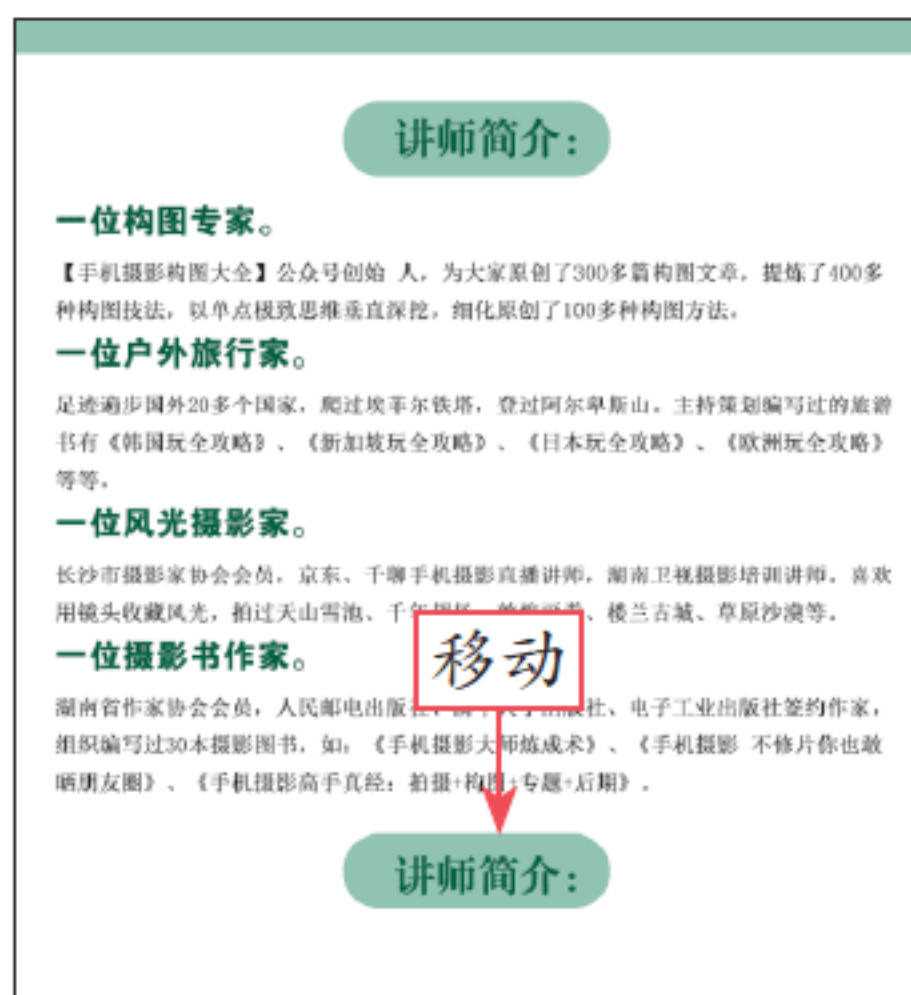 讲师简介：
一位构图专家。
【手机摄影构图大全】公众号创始 人，为大家原创了300多篇构图文章，提炼了400多
种构图技法，以单点极致思维垂直深挖，细化原创了100多种构图方法。
一位户外旅行家。
足迹遍步国外20多个国家，爬过埃菲尔铁塔，登过阿尔卑斯山。主持策划编写过的旅游
书有《韩国玩全攻略》、《新加坡玩全攻略》、《日本玩全攻略》、《欧洲玩全攻略》
等等。
一位风光摄影家。
长沙市摄影家协会会员，京东、千聊手机摄影直播讲师，湖南卫视摄影培训讲师。喜欢
用镜头收藏风光，拍过天山雪池、千年、楼兰古城、草原沙漠等。
移动
一位摄影书作家。
湖南省作家协会会员，人民邮电出版社、电子工业出版社签约作家，
组织编写过30本摄影图书，如：《手机摄影大师炼成术》、《手机摄影 不修片你也敢
晒朋友圈》、《手机摄影高手真经：拍摄+构图+专题+后期》。
讲师简介：